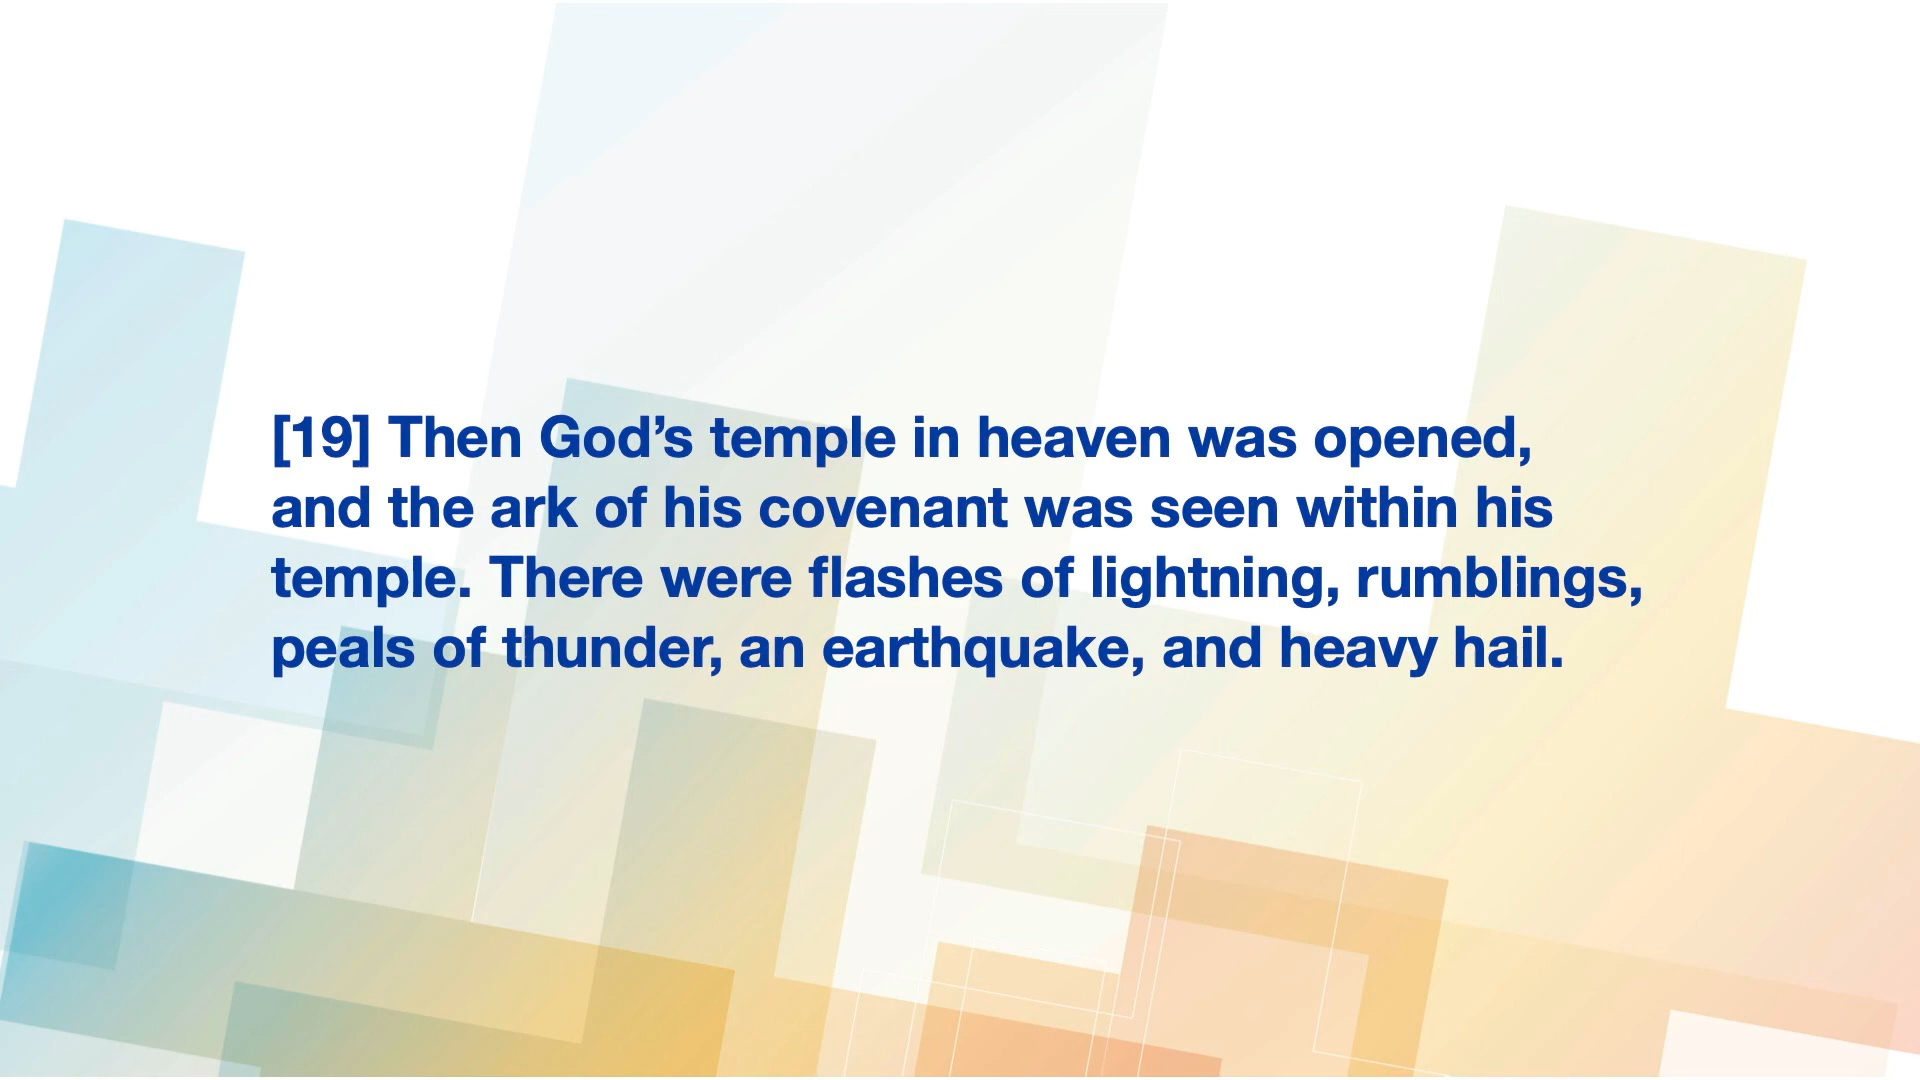 [19] Then God’s temple in heaven was opened,
and the ark of his covenant was seen within his
temple. There were flashes of lightning, rumblings,
peals of thunder, an earthquake, and heavy hail.